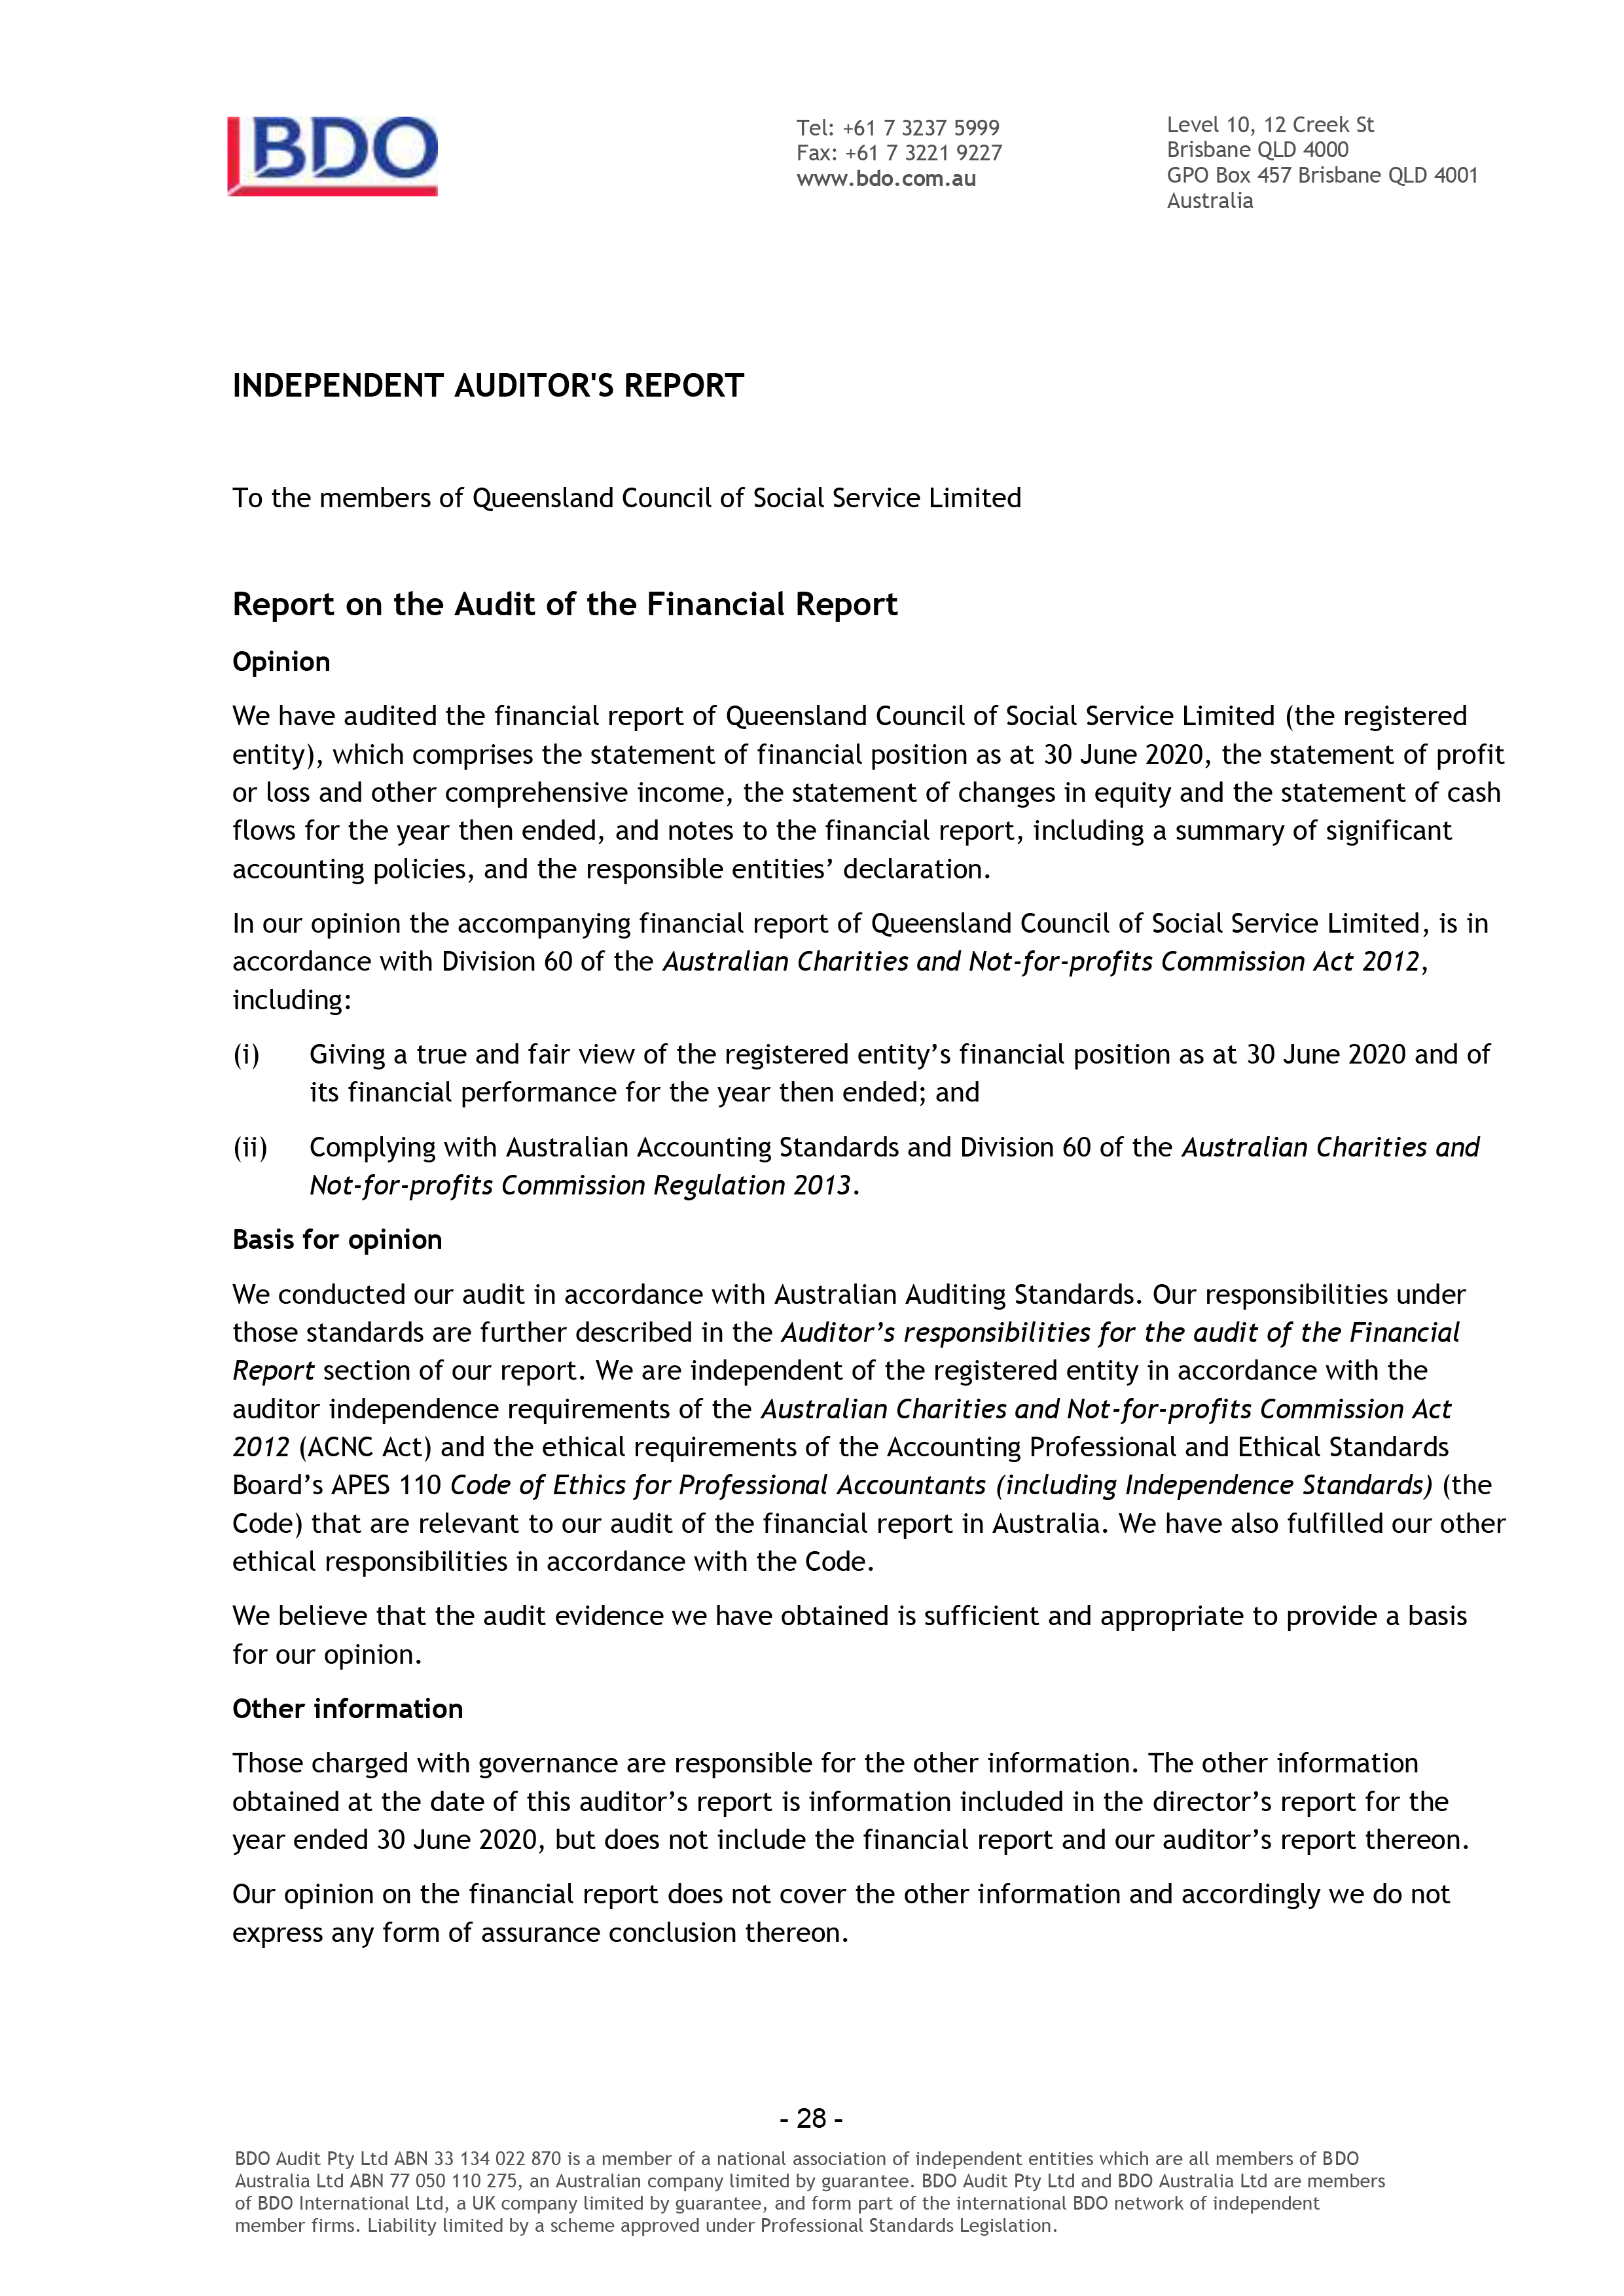 BDO
Tel: +61 7 3237 5999
Fax: +61 7 3221 9227
www.bdo.com.au
Level 10, 12 Creek St
Brisbane QLD 4000
GPO Box 457 Brisbane QLD 4001
Australia
INDEPENDENT AUDITOR'S REPORT
To the members of Queensland Council of Social Service Limited
Report on the Audit of the Financial Report
Opinion
We have audited the financial report of Queensland Council of Social Service Limited (the registered
entity), which comprises the statement of financial position as at 30 June 2020, the statement of profit
or loss and other comprehensive income, the statement of changes in equity and the statement of cash
flows for the year then ended, and notes to the financial report, including a summary of significant
accounting policies, and the responsible entities’ declaration.
In our opinion the accompanying financial report of Queensland Council of Social Service Limited, is in
accordance with Division 60 of the Australian Charities and Not-for-profits Commission Act 2012,
including:
(i) Giving a true and fair view of the registered entity’s financial position as at 30 June 2020 and of
its financial performance for the year then ended; and
(ii) Complying with Australian Accounting Standards and Division 60 of the Australian Charities and
Not-for-profits Commission Regulation 2013.
Basis for opinion
We conducted our audit in accordance with Australian Auditing Standards. Our responsibilities under
those standards are further described in the Auditor’s responsibilities for the audit of the Financial
Report section of our report. We are independent of the registered entity in accordance with the
auditor independence requirements of the Australian Charities and Not-for-profits Commission Act
2012 (ACNC Act) and the ethical requirements of the Accounting Professional and Ethical Standards
Board’s APES 110 Code of Ethics for Professional Accountants (including Independence Standards) (the
Code) that are relevant to our audit of the financial report in Australia. We have also fulfilled our other
ethical responsibilities in accordance with the Code.
We believe that the audit evidence we have obtained is sufficient and appropriate to provide a basis
for our opinion.
Other information
Those charged with governance are responsible for the other information. The other information
obtained at the date of this auditor’s report is information included in the director’s report for the
year ended 30 June 2020, but does not include the financial report and our auditor’s report thereon.
Our opinion on the financial report does not cover the other information and accordingly we do not
express any form of assurance conclusion thereon.
- 28 -
BDO Audit Pty Ltd ABN 33 134 022 870 is a member of a national association of independent entities which are all members of BDO
Australia Ltd ABN 77 050 110 275, an Australian company limited by guarantee. BDO Audit Pty Ltd and BDO Australia Ltd are members
of BDO International Ltd, a UK company limited by guarantee, and form part of the international BDO network of independent
member firms. Liability limited by a scheme approved under Professional Standards Legislation.